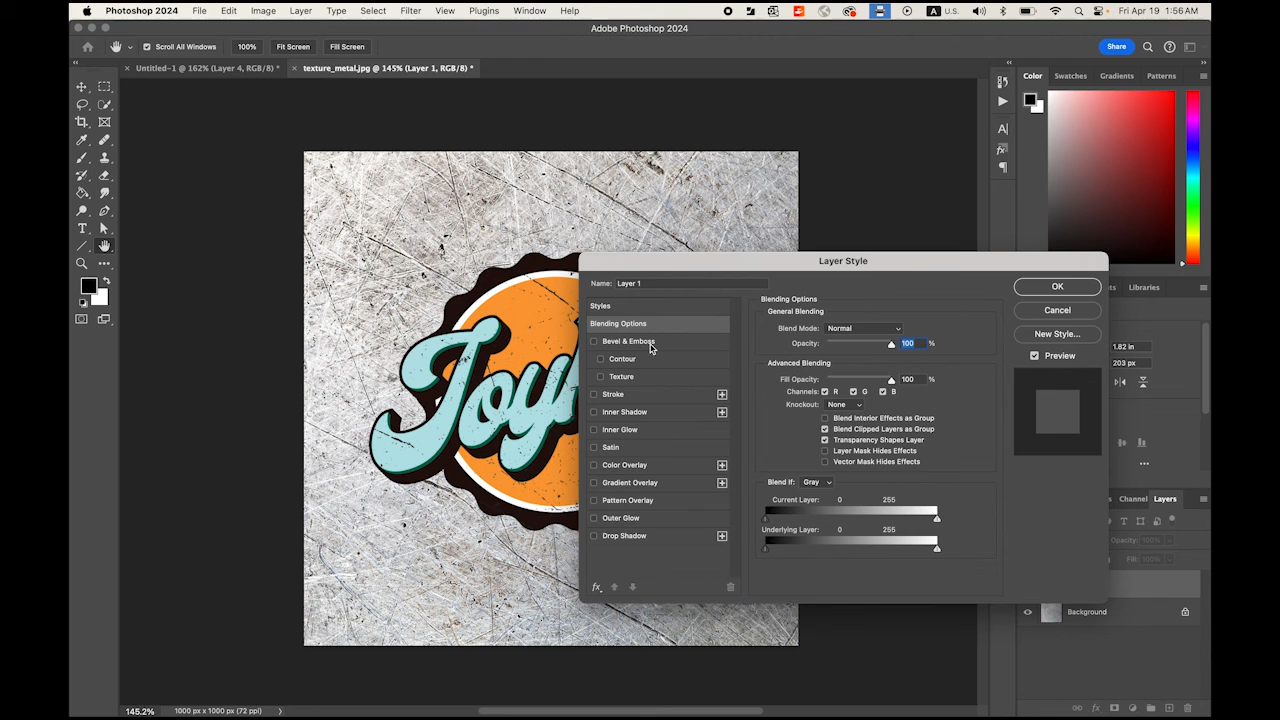 Photoshop 2024 File Edit Image Layer Type Select Filter View Plugins Window Help A U.S. Fri Apr 19 1:56AM
Adobe Photoshop 2024
Scroll All Windows 100% Fit Screen Fill Screen Share
× Untitled-1 @ 162% (Layer 4, RGB/8) * × texture_metal.jpg @ 145% (Layer 1, RGB/8) *
Color Swatches Gradients Patterns
Joy
Layer Style
Name: Layer 1
OK
Cancel
New Style...
Preview
Styles
Blending Options
Bevel & Emboss
Contour
Texture
Stroke
Inner Shadow
Inner Glow
Satin
Color Overlay
Gradient Overlay
Pattern Overlay
Outer Glow
Drop Shadow
fx
Blending Options
General Blending
Blend Mode: Normal
Opacity: 100 %
Advanced Blending
Fill Opacity: 100 %
Channels: R G B
Knockout: None
Blend Interior Effects as Group
Blend Clipped Layers as Group
Transparency Shapes Layer
Layer Mask Hides Effects
Vector Mask Hides Effects
Blend If: Gray
Current Layer: 0 255
Underlying Layer: 0 255
Libraries
1.82 in
203 px
Channel Layers
Opacity: 100%
Fill: 100%
Background
145.2% 1000 px x 1000 px (72 ppi)